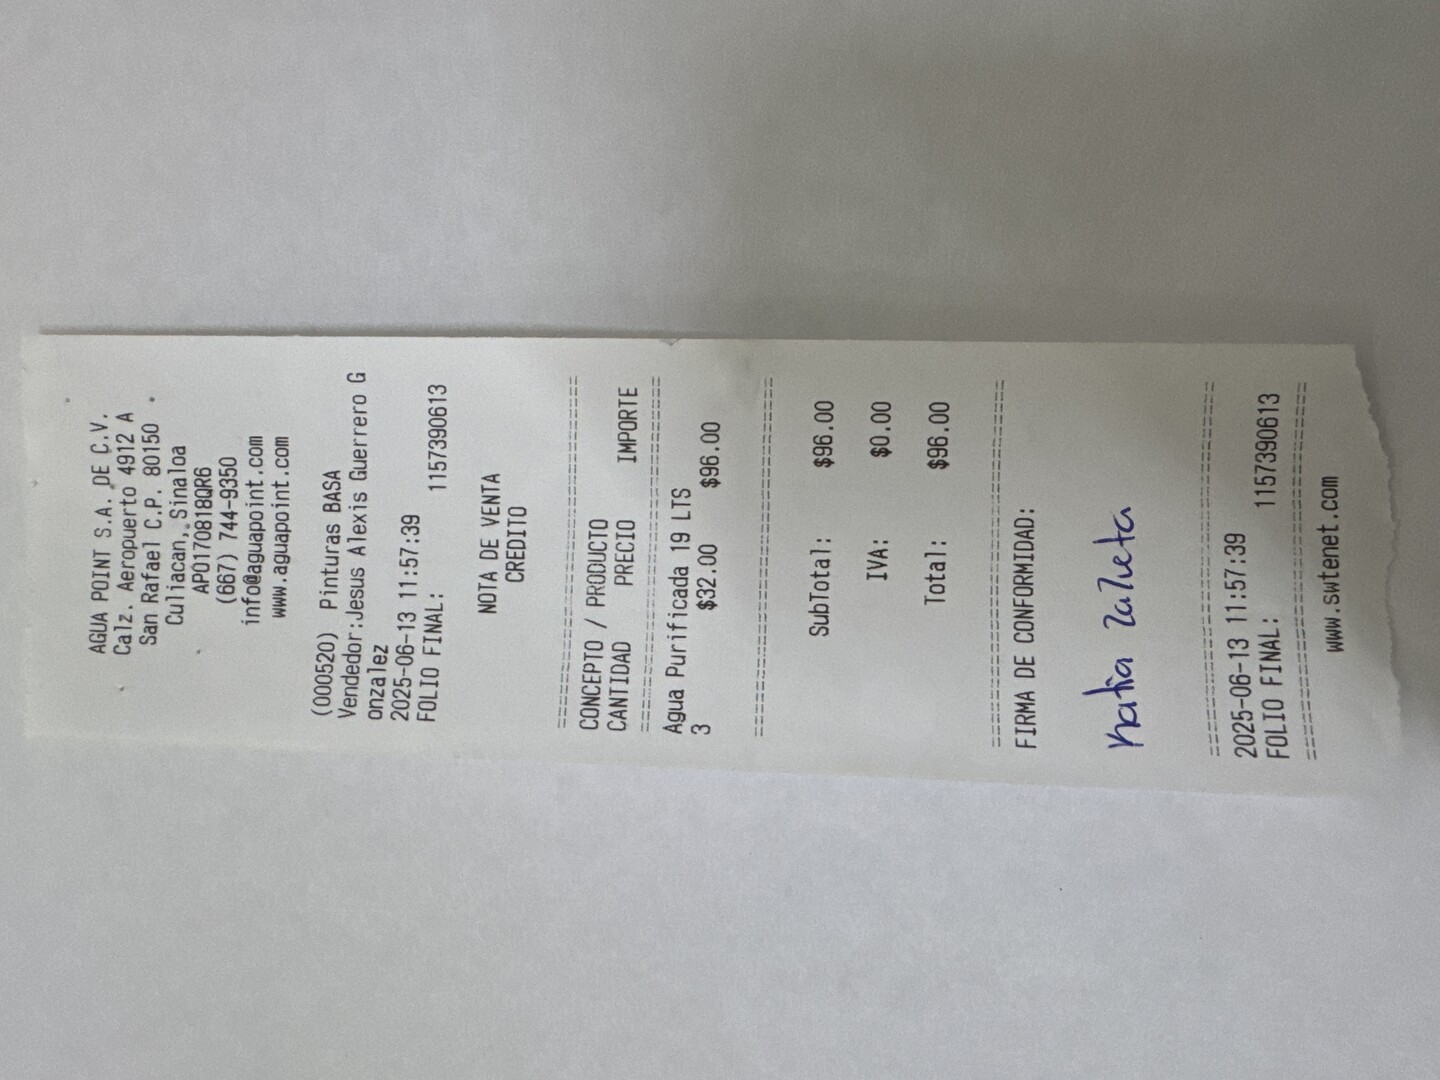 AGUA POINT S.A. DE C.V.
Calz. Aeropuerto 4912 A
San Rafael C.P. 80150
Culiacan, Sinaloa
APO170818QR6
(667) 744-9350
info@aguapoint.com
www.aguapoint.com
(000520) Pinturas BASA
Vendedor:Jesus Alexis Guerrero G
onzalez
2025-06-13 11:57:39
FOLIO FINAL: 1157390613
NOTA DE VENTA
CREDITO
================================
CONCEPTO / PRODUCTO
CANTIDAD PRECIO IMPORTE
================================
Agua Purificada 19 LTS
3 $32.00 $96.00
================================
SubTotal: $96.00
IVA: $0.00
Total: $96.00
================================
FIRMA DE CONFORMIDAD:
Katia Zazueta
================================
2025-06-13 11:57:39
FOLIO FINAL: 1157390613
================================
www.swtenet.com